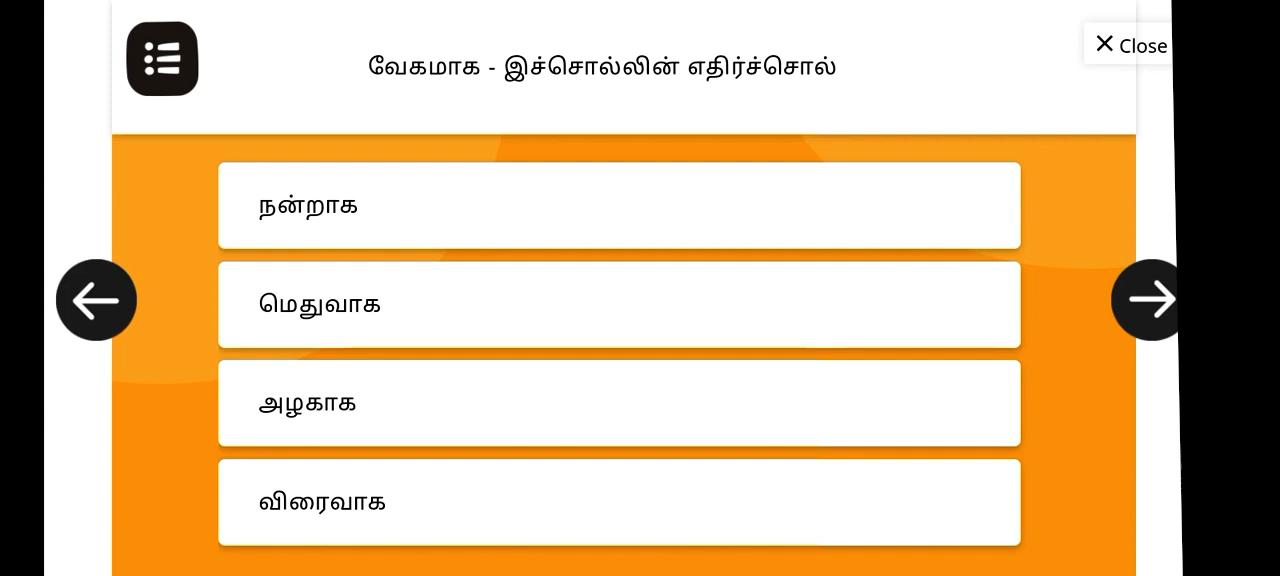 வேகமாக - இச்சொல்லின் எதிர்ச்சொல்
Close
நன்றாக
மெதுவாக
அழகாக
விரைவாக